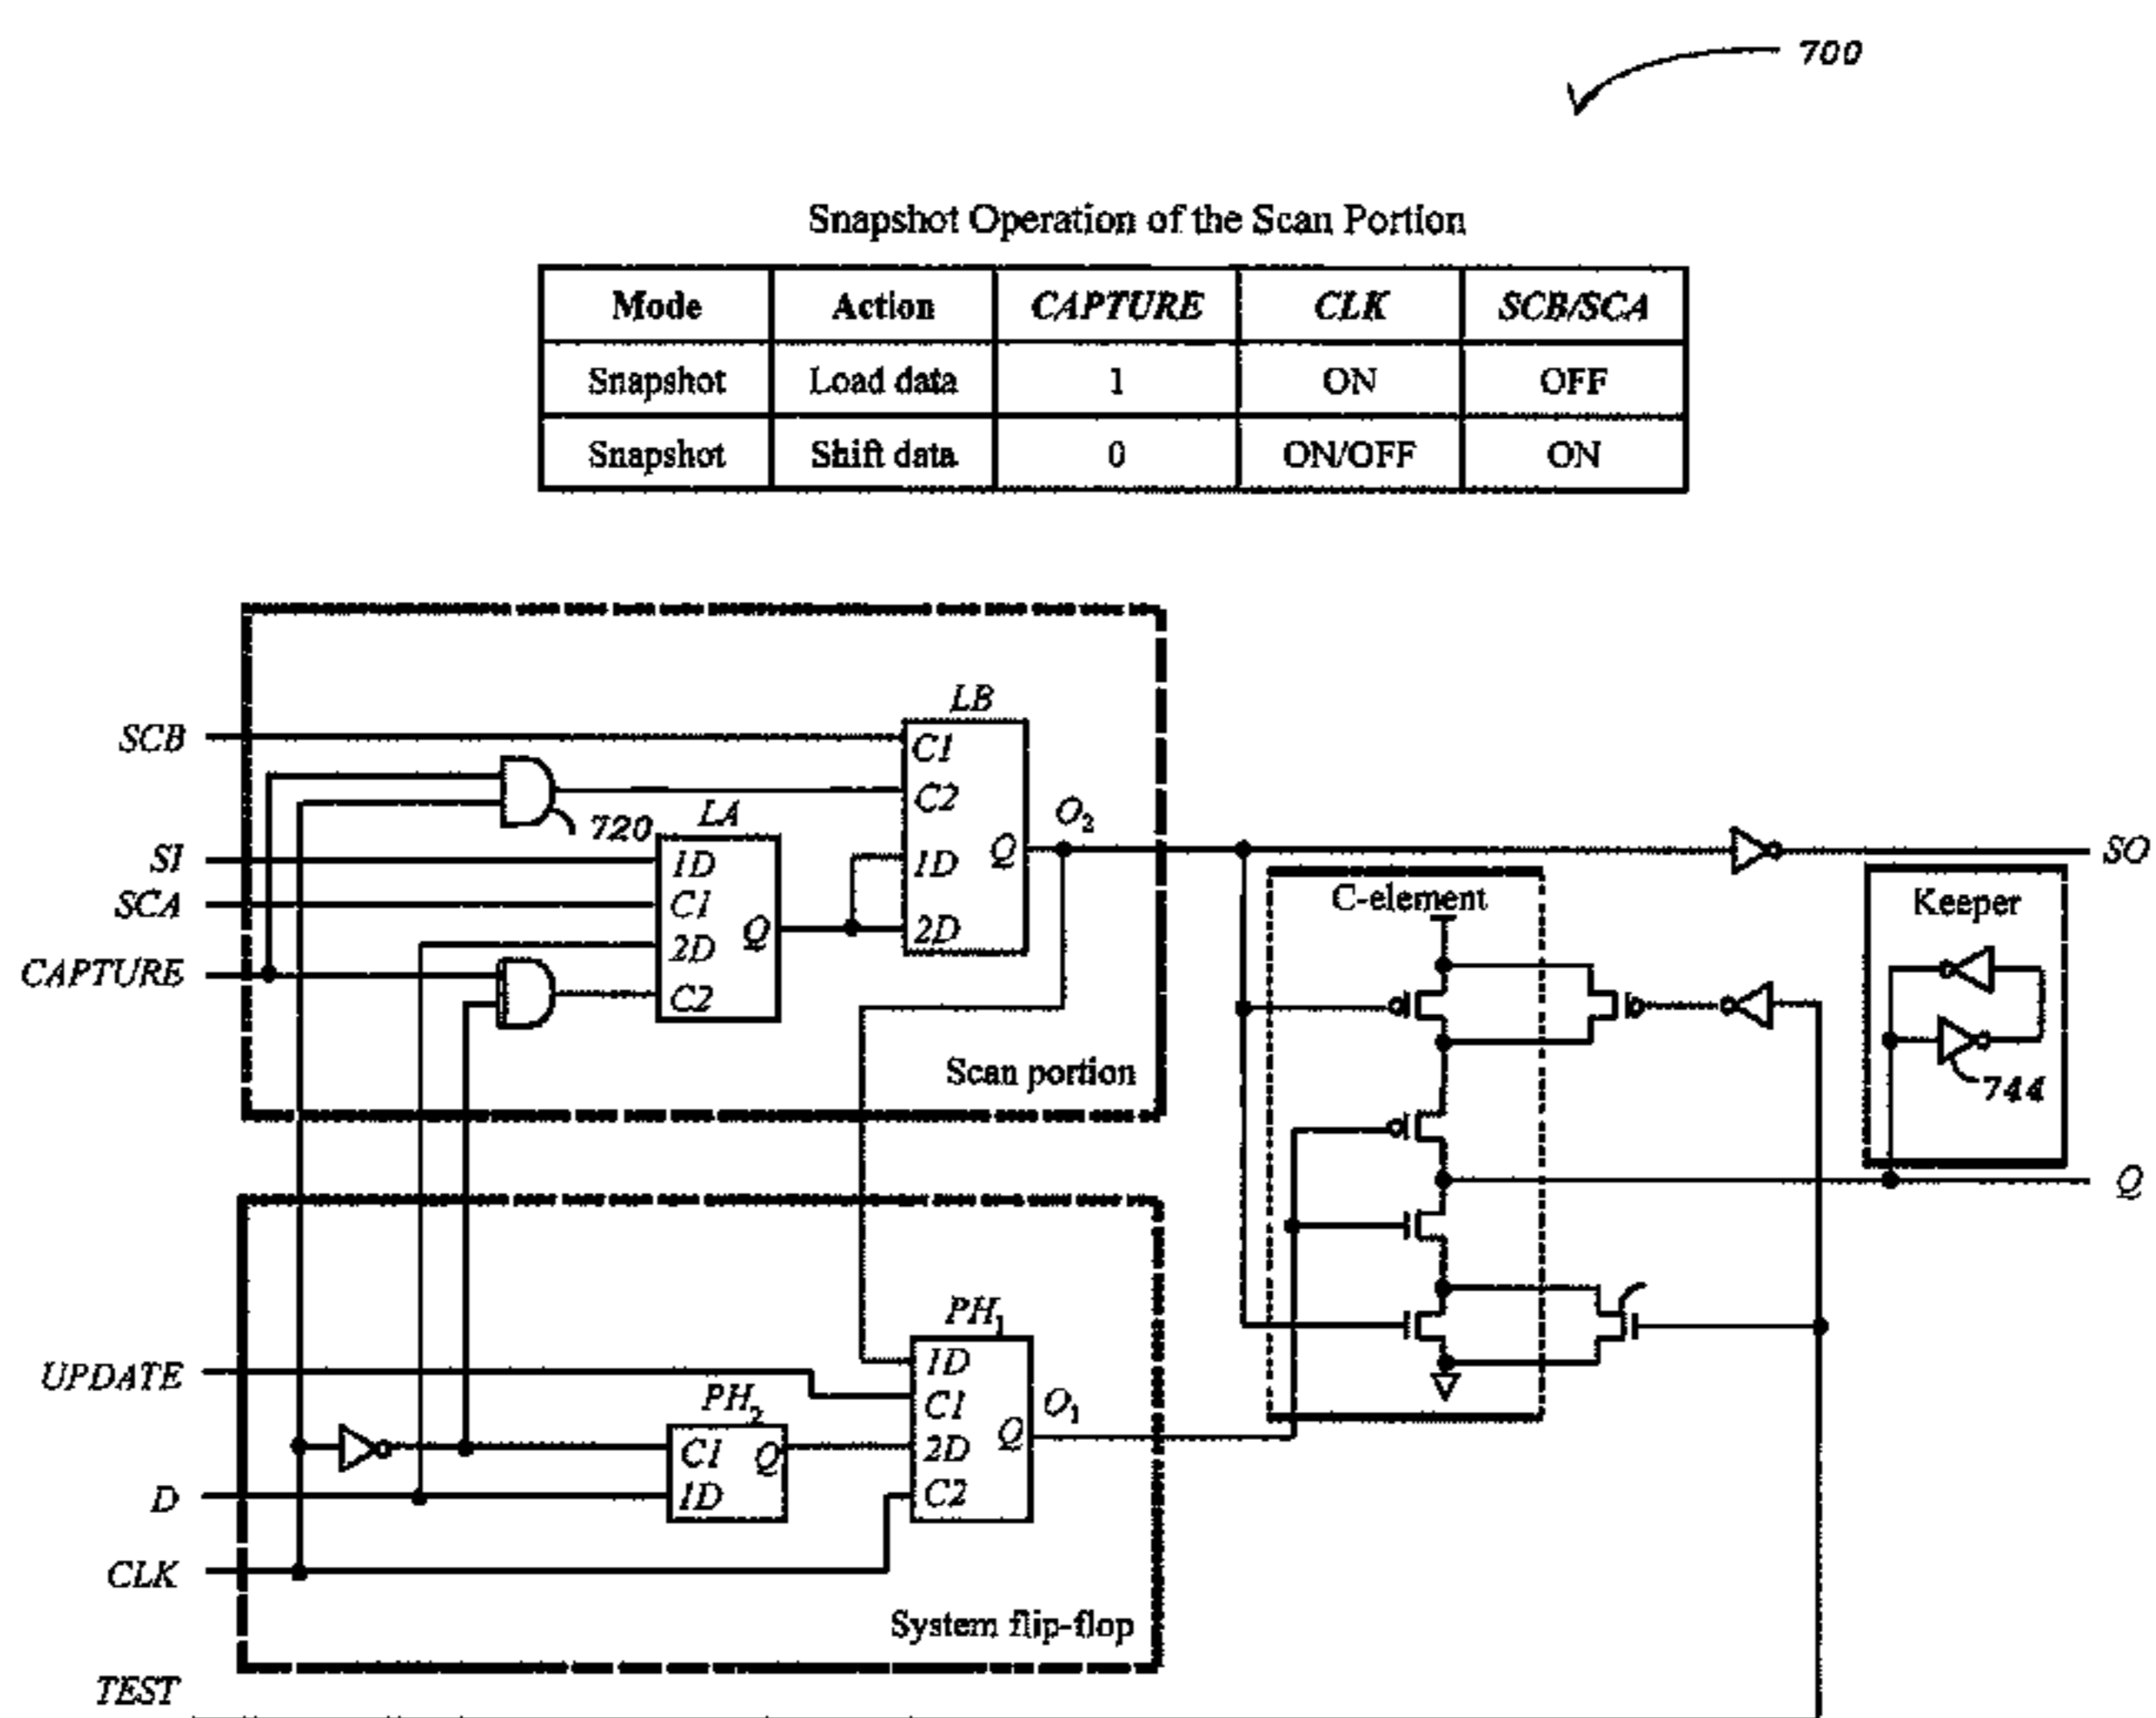 700
Snapshot Operation of the Scan Portion
Mode Action CAPTURE CLK SCB/SCA
Snapshot Load data 1 ON OFF
Snapshot Shift data 0 ON/OFF ON
LB
SCB
C1
C2
720
LA
O2
SI
1D
1D
Q
SO
SCA
C1
C-element
Keeper
2D
Q
2D
CAPTURE
C2
Scan portion
744
Q
PH1
UPDATE
1D
PH2
C1
O1
C1
Q
2D
Q
D
1D
C2
CLK
System flip-flop
TEST